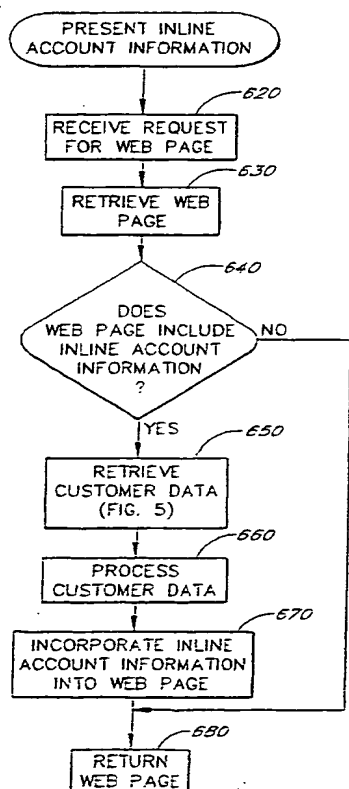 PRESENT INLINE
ACCOUNT INFORMATION
620
RECEIVE REQUEST
FOR WEB PAGE
630
RETRIEVE WEB
PAGE
640
DOES
WEB PAGE INCLUDE
INLINE ACCOUNT
INFORMATION
?
NO
YES
650
RETRIEVE
CUSTOMER DATA
(FIG. 5)
660
PROCESS
CUSTOMER DATA
670
INCORPORATE INLINE
ACCOUNT INFORMATION
INTO WEB PAGE
680
RETURN
WEB PAGE